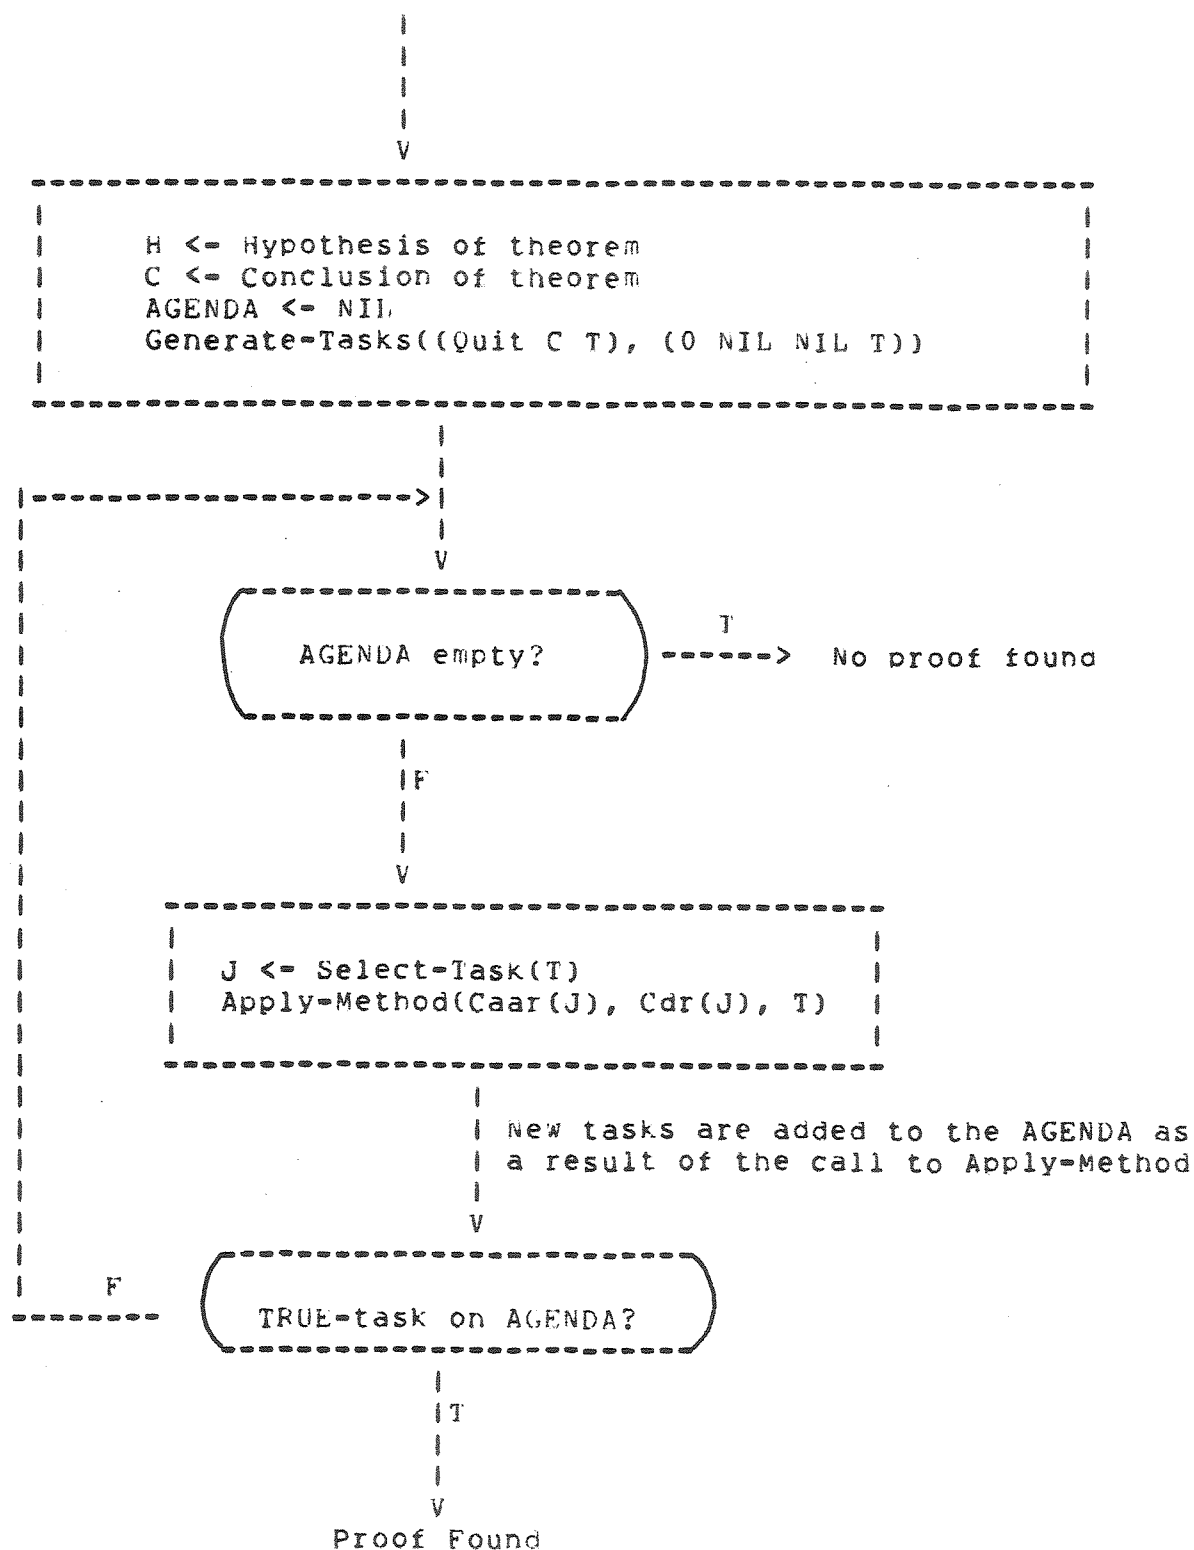 H <- Hypothesis of theorem
C <- Conclusion of theorem
AGENDA <- NIL
Generate-Tasks((Quit C T), (0 NIL NIL T))
AGENDA empty?
T
No proof found
F
J <- Select-Task(T)
Apply-Method(Caar(J), Cdr(J), T)
New tasks are added to the AGENDA as
a result of the call to Apply-Method
F
TRUE-task on AGENDA?
T
Proof Found